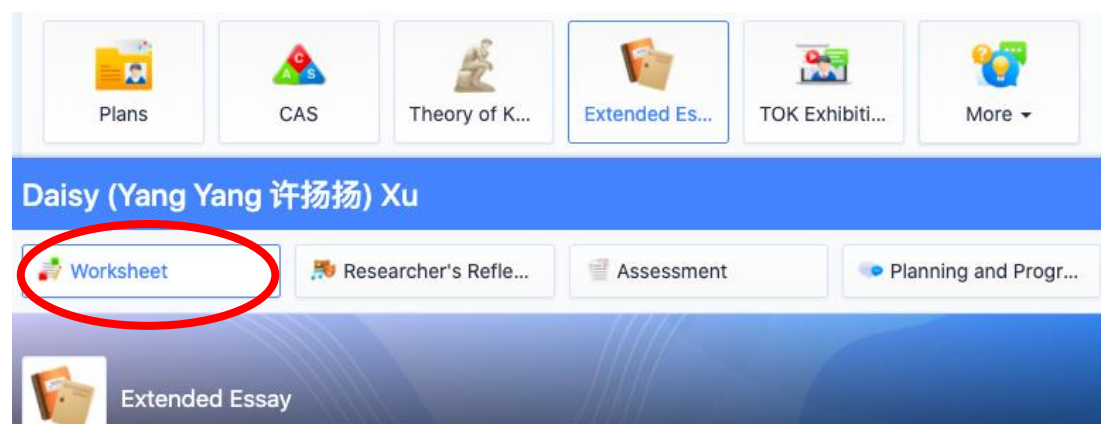 Plans
CAS
Theory of K...
Extended Es...
TOK Exhibiti...
More
Daisy (Yang Yang 许扬扬) Xu
Worksheet
Researcher's Refle...
Assessment
Planning and Progr...
Extended Essay